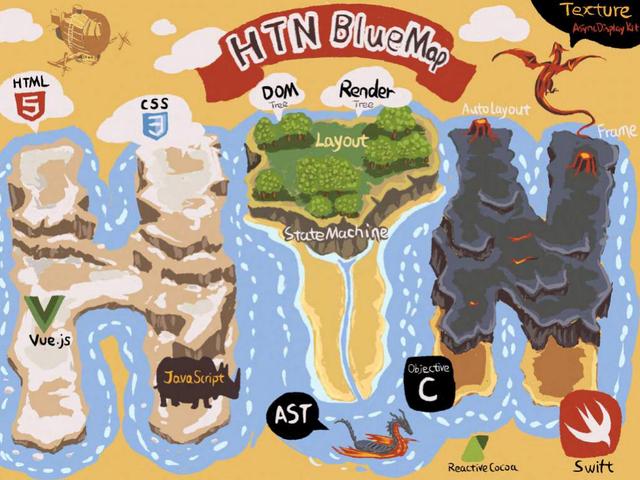 Texture
AsyncDisplayKit
HTN BlueMap
HTML
5
CSS
3
DOM
Tree
Render
Tree
AutoLayout
Frame
Layout
StateMachine
Vue.js
JavaScript
Objective
C
AST
ReactiveCocoa
Swift